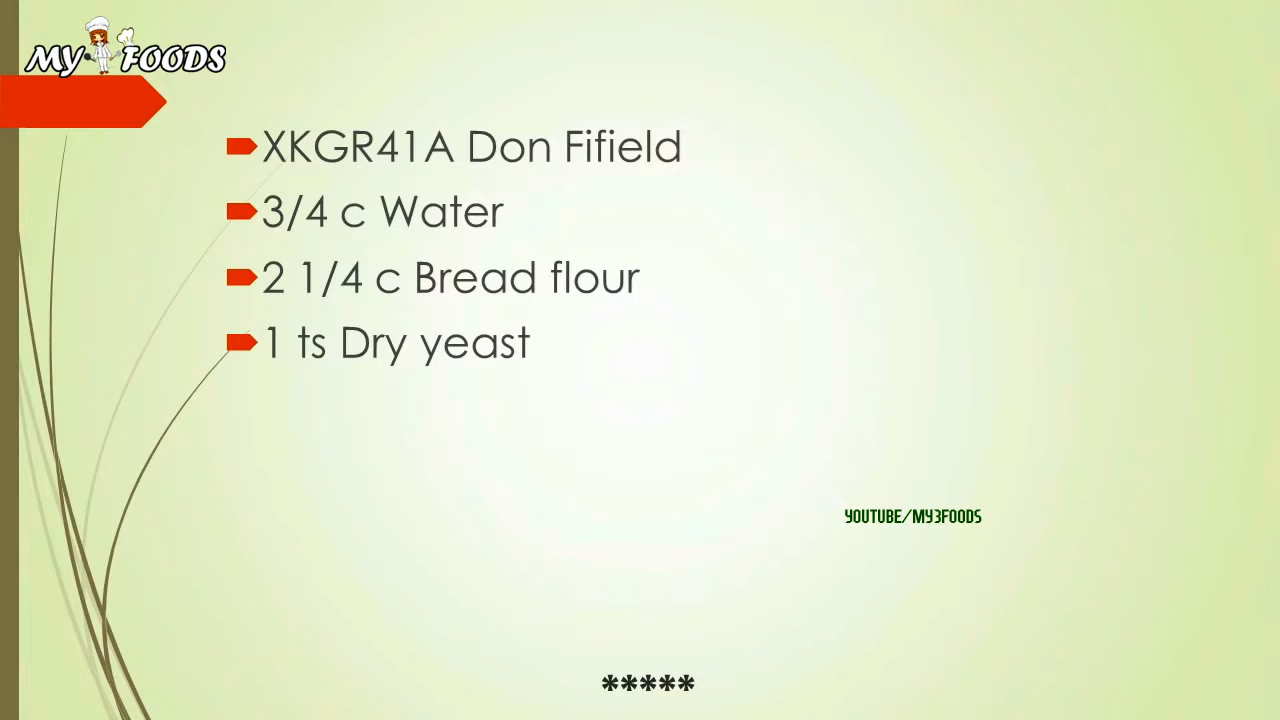 MY FOODS
XKGR41A Don Fifield
3/4 c Water
2 1/4 c Bread flour
1 ts Dry yeast
YOUTUBE/MY3FOODS
*****